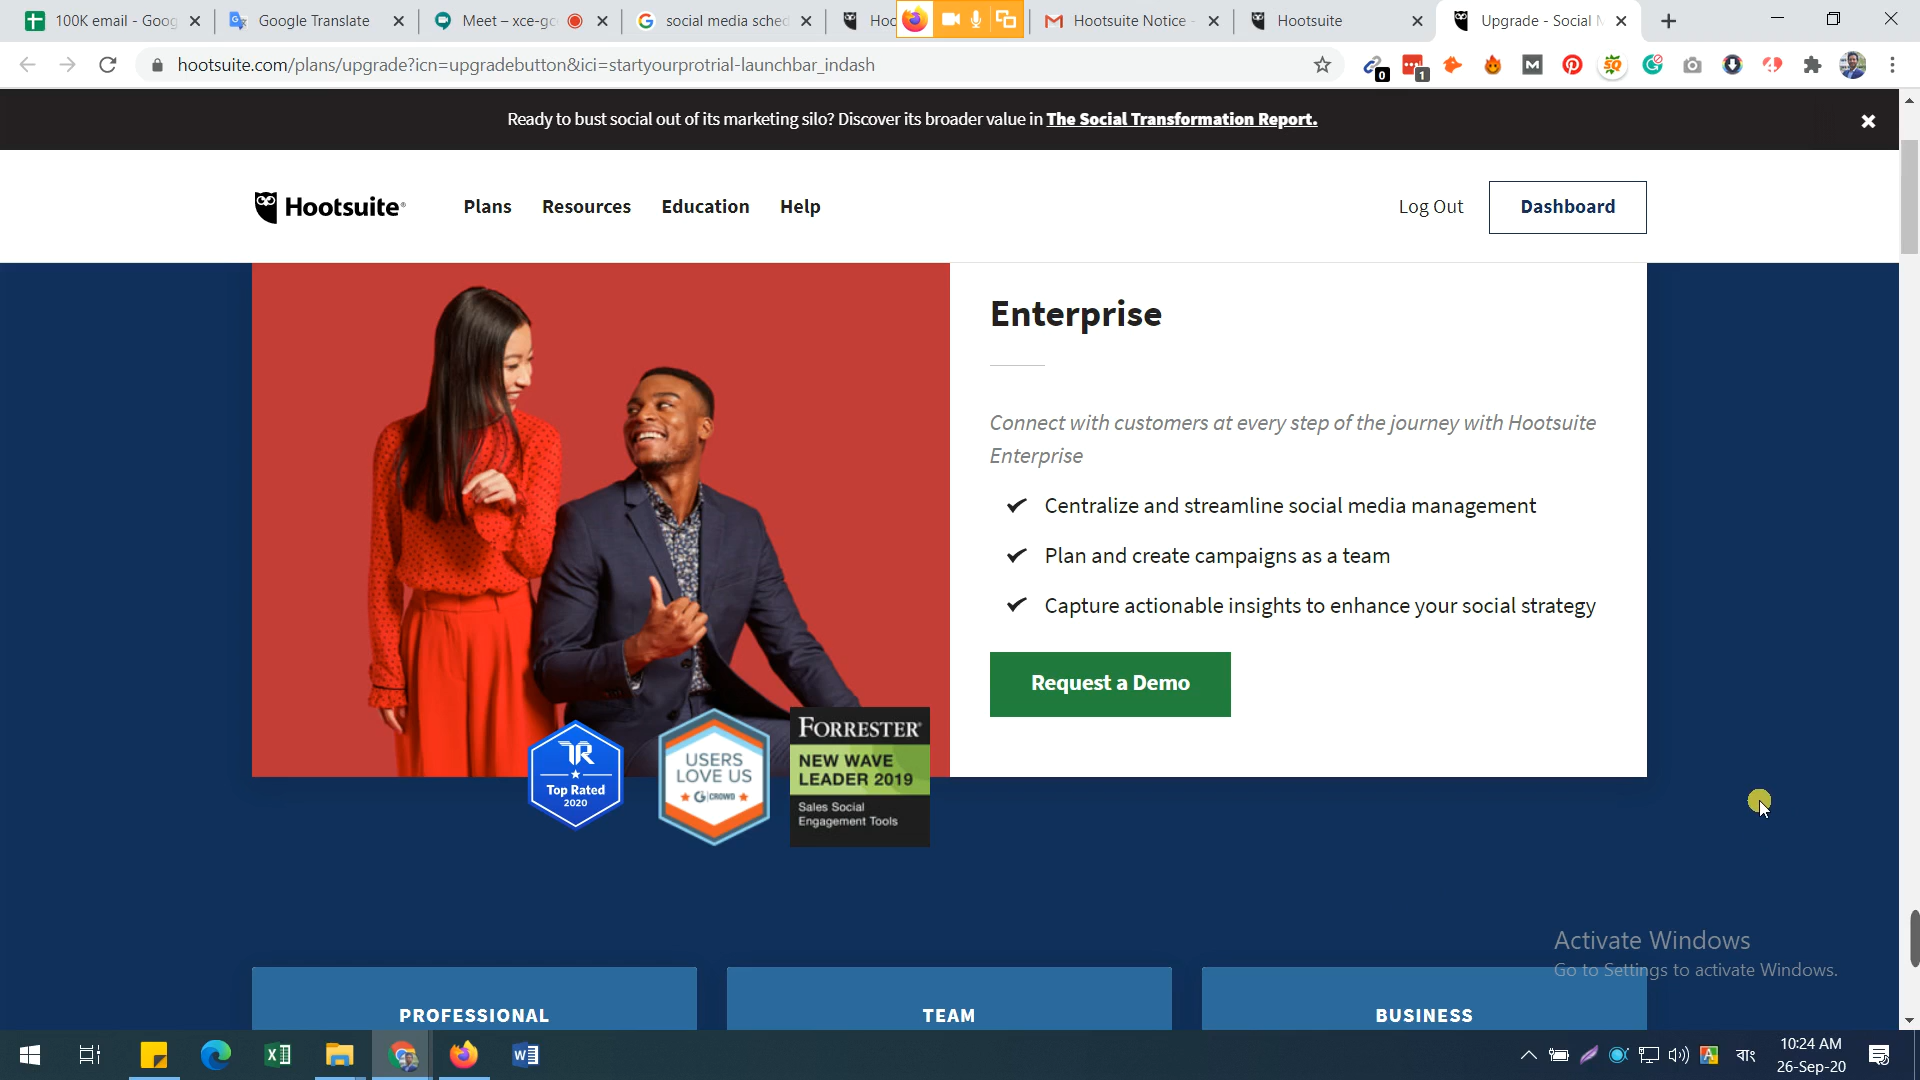 100K email - Goog
Google Translate
Meet – xce-gc
social media sched
Hoo
Hootsuite Notice -
Hootsuite
Upgrade - Social M
hootsuite.com/plans/upgrade?icn=upgradebutton&ici=startyourprotrial-launchbar_indash
0
1
Ready to bust social out of its marketing silo? Discover its broader value in The Social Transformation Report.
Hootsuite
Plans
Resources
Education
Help
Log Out
Dashboard
Enterprise
Connect with customers at every step of the journey with Hootsuite
Enterprise
Centralize and streamline social media management
Plan and create campaigns as a team
Capture actionable insights to enhance your social strategy
Request a Demo
TR
Top Rated
2020
USERS
LOVE US
G CROWD
FORRESTER®
NEW WAVE
LEADER 2019
Sales Social
Engagement Tools
Activate Windows
Go to Settings to activate Windows.
PROFESSIONAL
TEAM
BUSINESS
বাং
10:24 AM
26-Sep-20